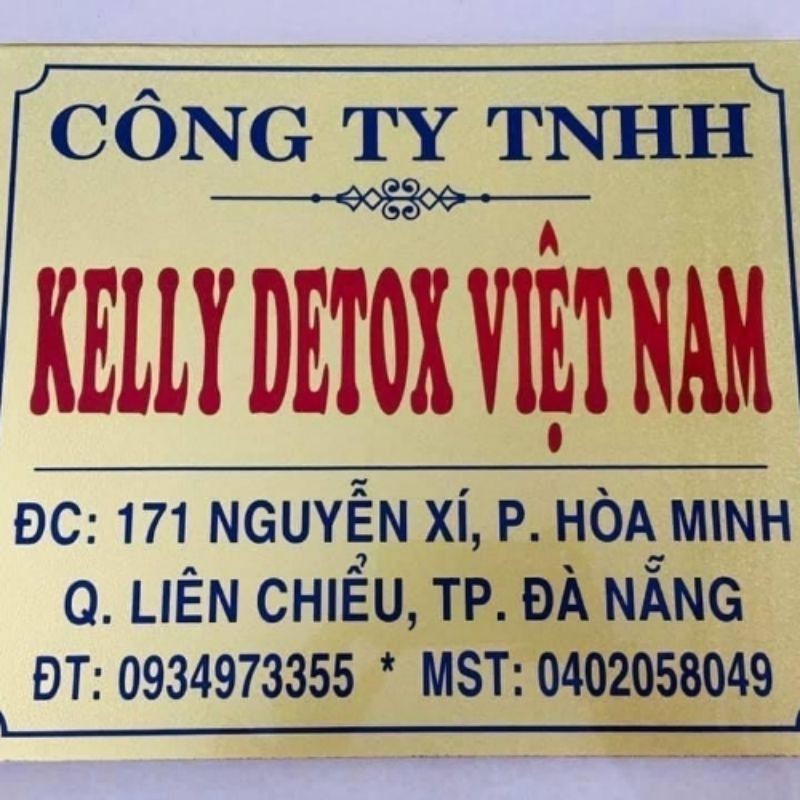 CÔNG TY TNHH
KELLY DETOX VIỆT NAM
ĐC: 171 NGUYỄN XÍ, P. HÒA MINH
Q. LIÊN CHIỂU, TP. ĐÀ NẴNG
ĐT: 0934973355 * MST: 0402058049